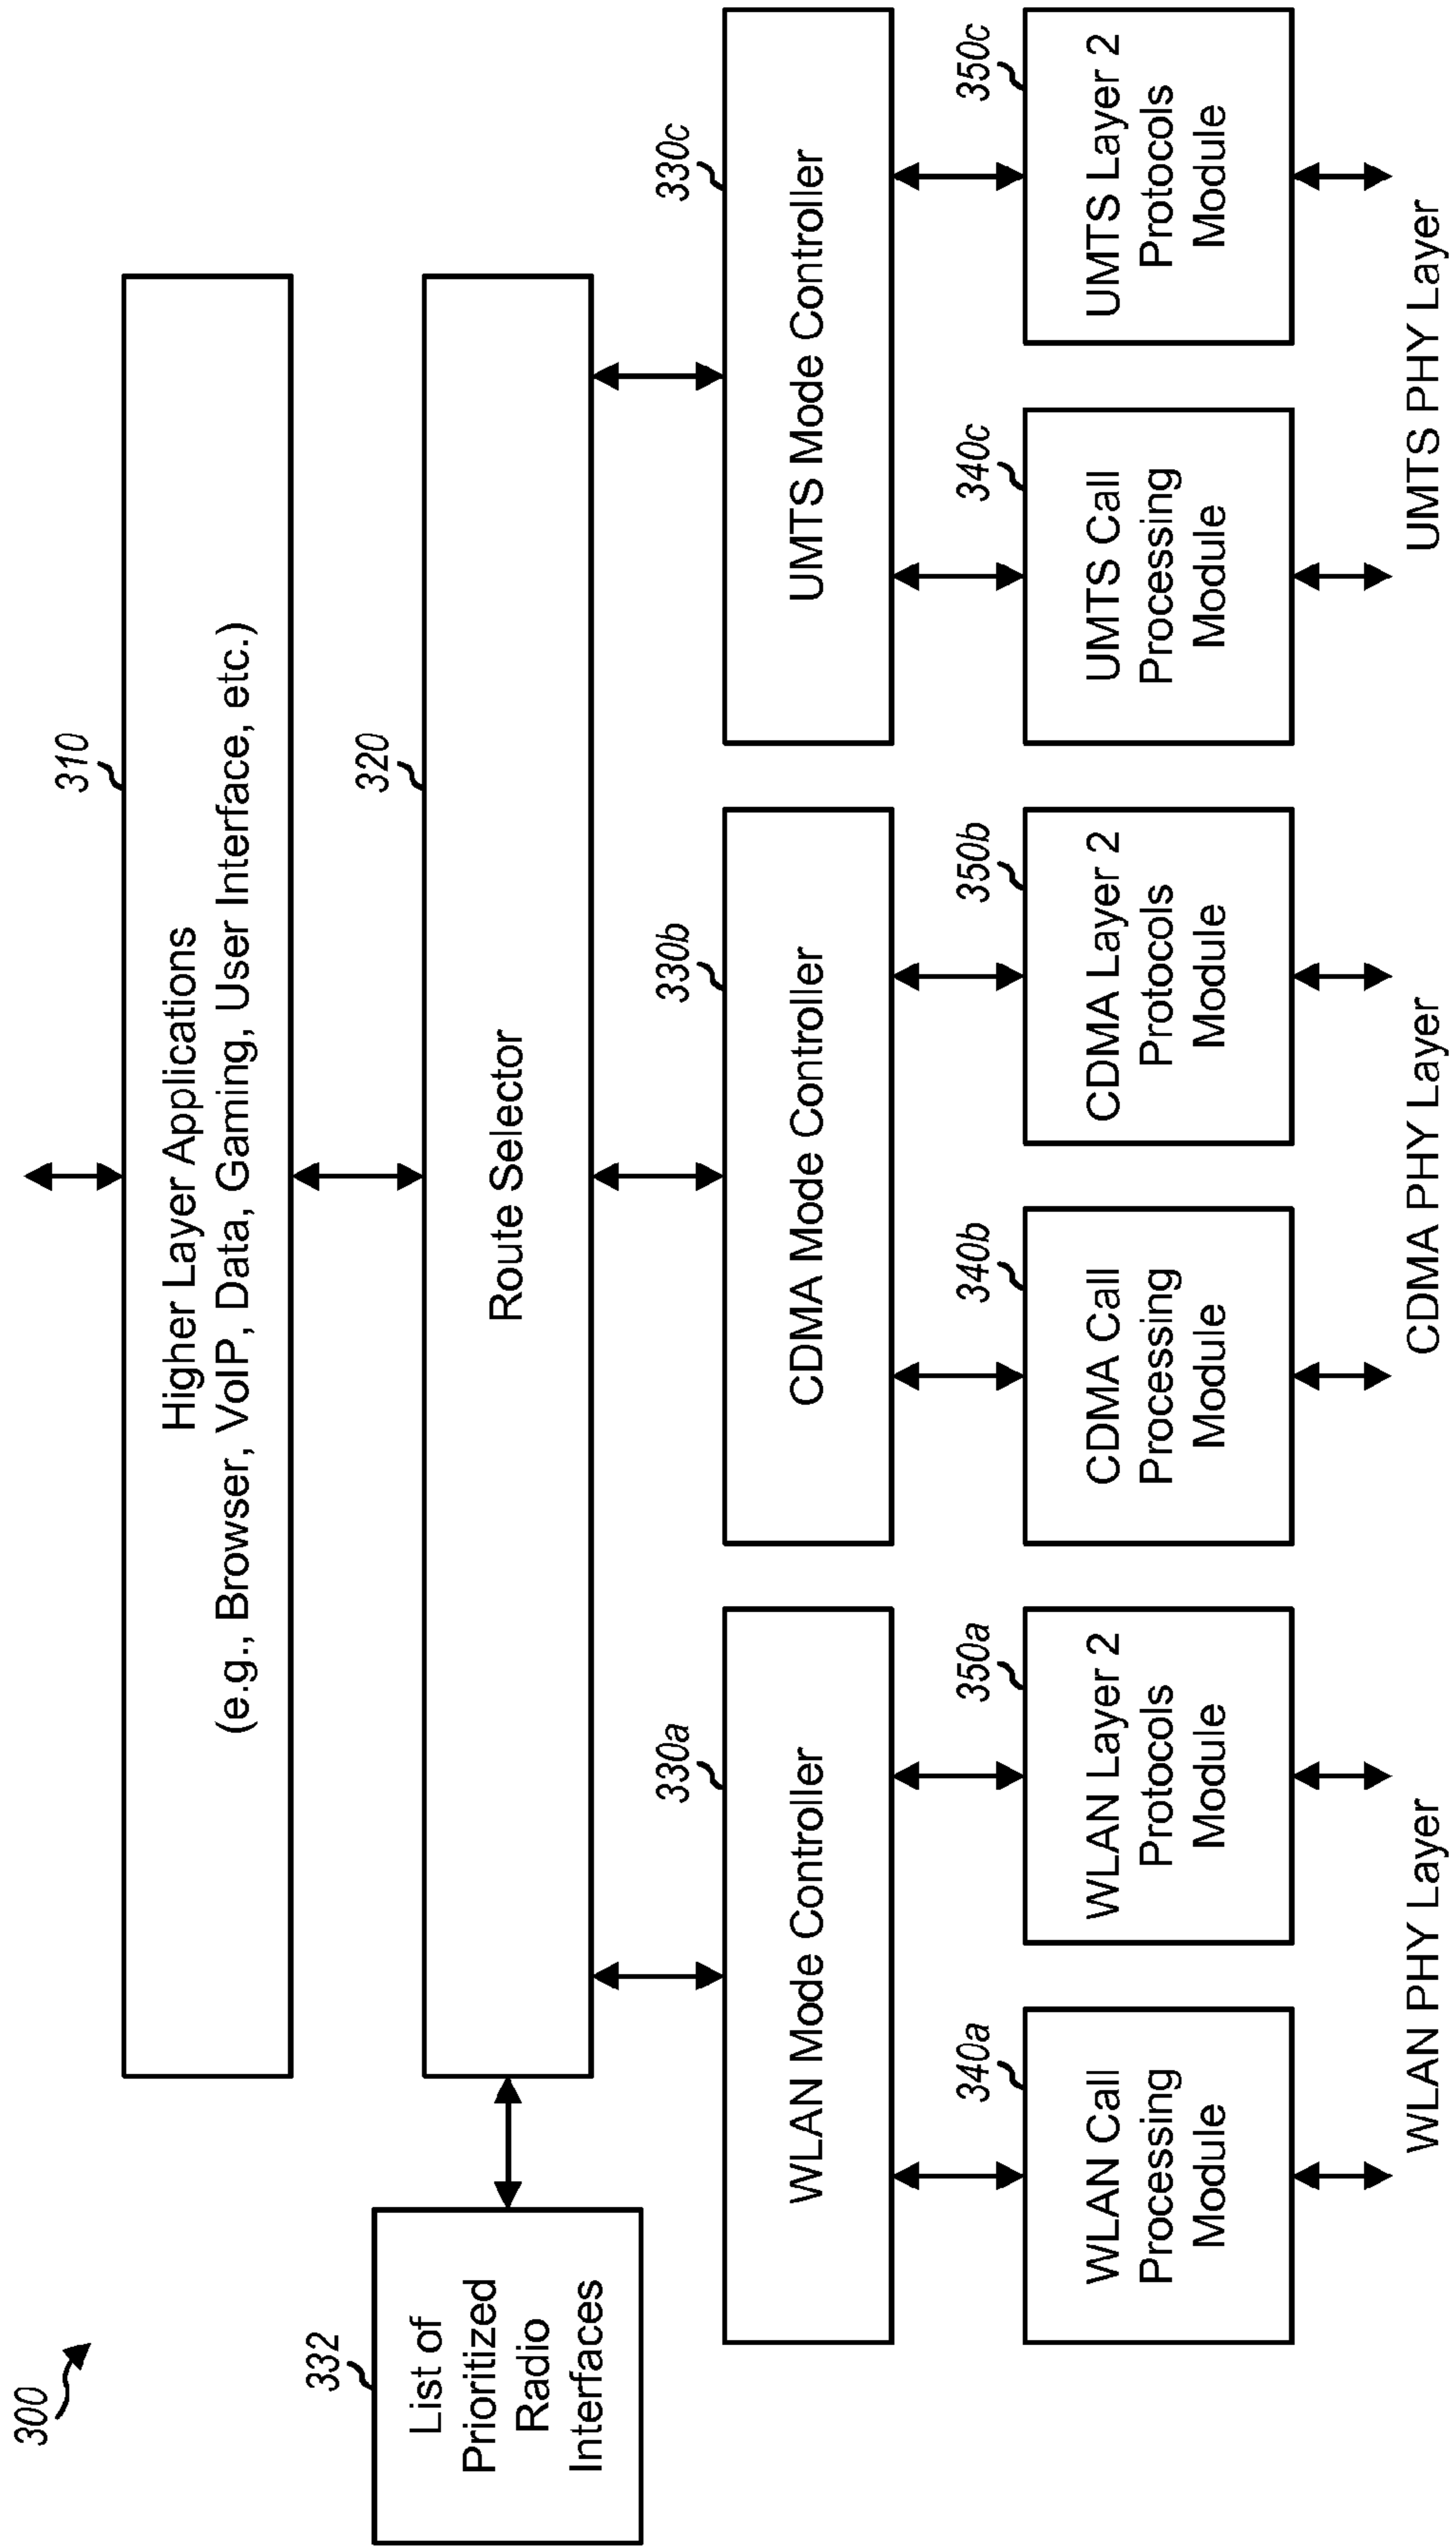 300
310
Higher Layer Applications
(e.g., Browser, VoIP, Data, Gaming, User Interface, etc.)
332
List of
Prioritized
Radio
Interfaces
320
Route Selector
330a
WLAN Mode Controller
330b
CDMA Mode Controller
330c
UMTS Mode Controller
340a
WLAN Call
Processing
Module
350a
WLAN Layer 2
Protocols
Module
340b
CDMA Call
Processing
Module
350b
CDMA Layer 2
Protocols
Module
340c
UMTS Call
Processing
Module
350c
UMTS Layer 2
Protocols
Module
WLAN PHY Layer
CDMA PHY Layer
UMTS PHY Layer